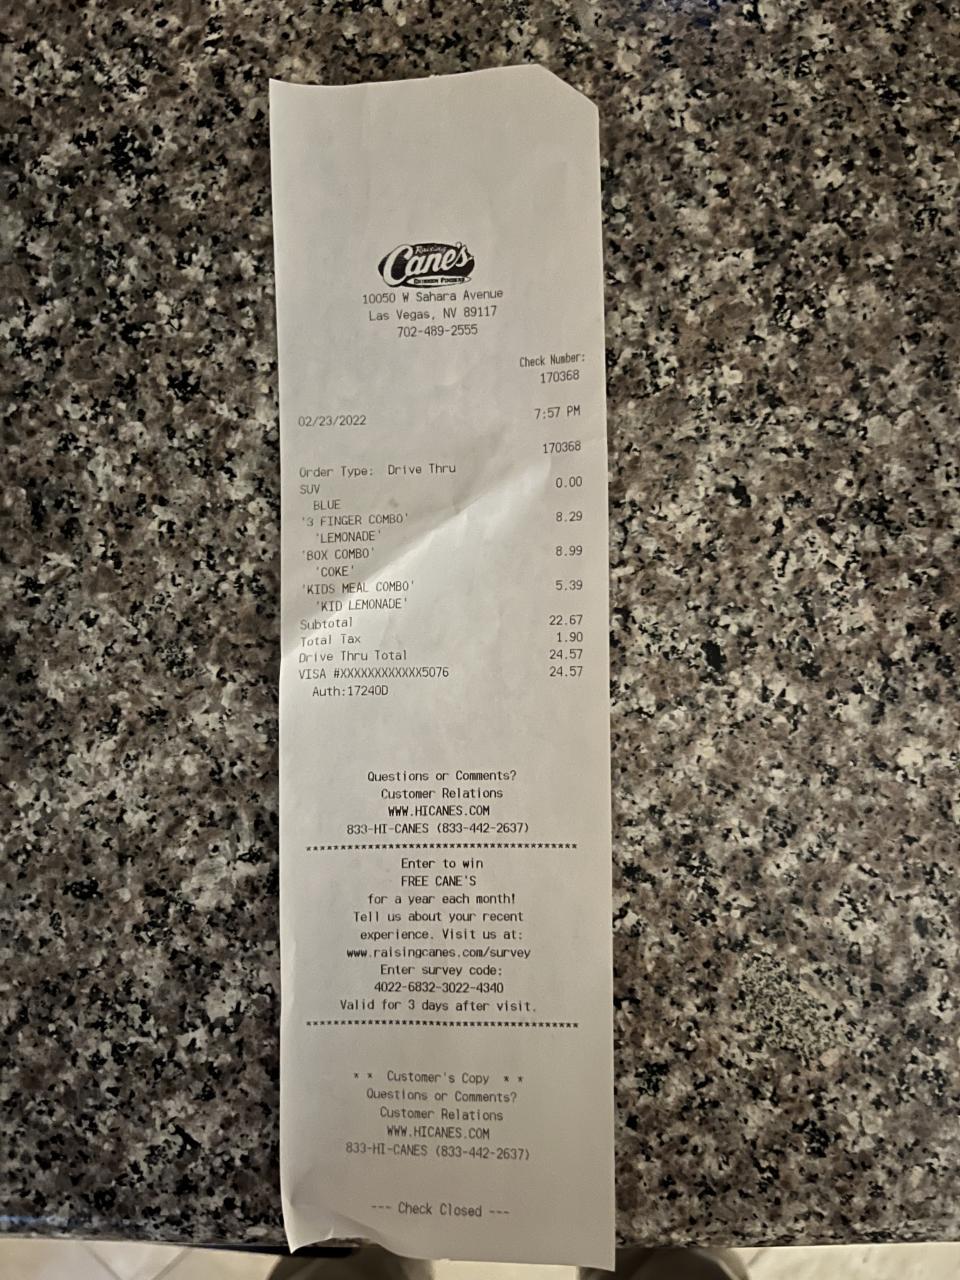 Raising
Cane's
CHICKEN FINGERS
10050 W Sahara Avenue
Las Vegas, NV 89117
702-489-2555
Check Number:
170368
02/23/2022 7:57 PM
170368
Order Type: Drive Thru
SUV 0.00
BLUE
'3 FINGER COMBO' 8.29
'LEMONADE'
'BOX COMBO' 8.99
'COKE'
'KIDS MEAL COMBO' 5.39
'KID LEMONADE'
Subtotal 22.67
Total Tax 1.90
Drive Thru Total 24.57
VISA #XXXXXXXXXXXX5076 24.57
Auth:17240D
Questions or Comments?
Customer Relations
WWW.HICANES.COM
833-HI-CANES (833-442-2637)
***************************************
Enter to win
FREE CANE'S
for a year each month!
Tell us about your recent
experience. Visit us at:
www.raisingcanes.com/survey
Enter survey code:
4022-6832-3022-4340
Valid for 3 days after visit.
***************************************
* * Customer's Copy * *
Questions or Comments?
Customer Relations
WWW.HICANES.COM
833-HI-CANES (833-442-2637)
--- Check Closed ---